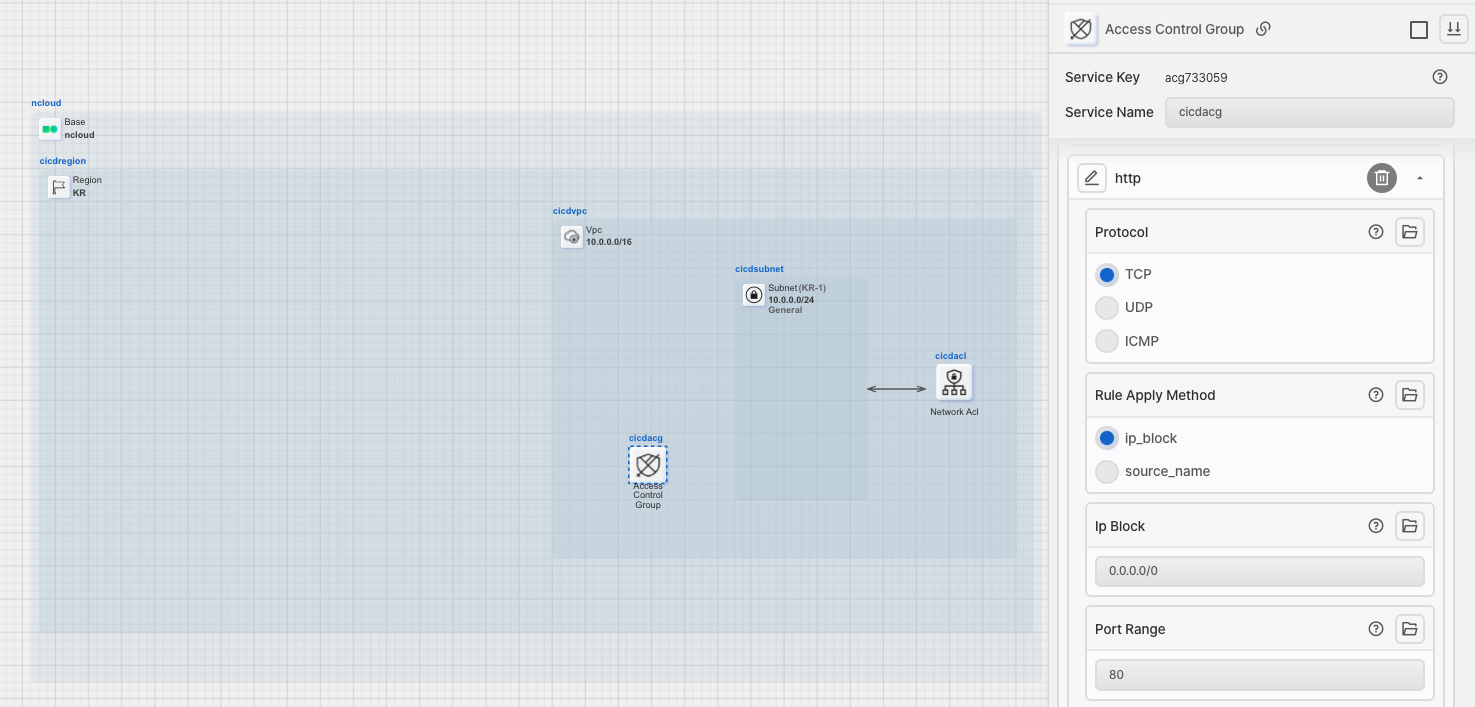 ncloud
Base
ncloud
cicdregion
Region
KR
cicdvpc
Vpc
10.0.0.0/16
cicdsubnet
Subnet (KR-1)
10.0.0.0/24
General
cicdacl
Network Acl
cicdacg
Access
Control
Group
Access Control Group
Service Key acg733059
Service Name cicdacg
http
Protocol
TCP
UDP
ICMP
Rule Apply Method
ip_block
source_name
Ip Block
0.0.0.0/0
Port Range
80